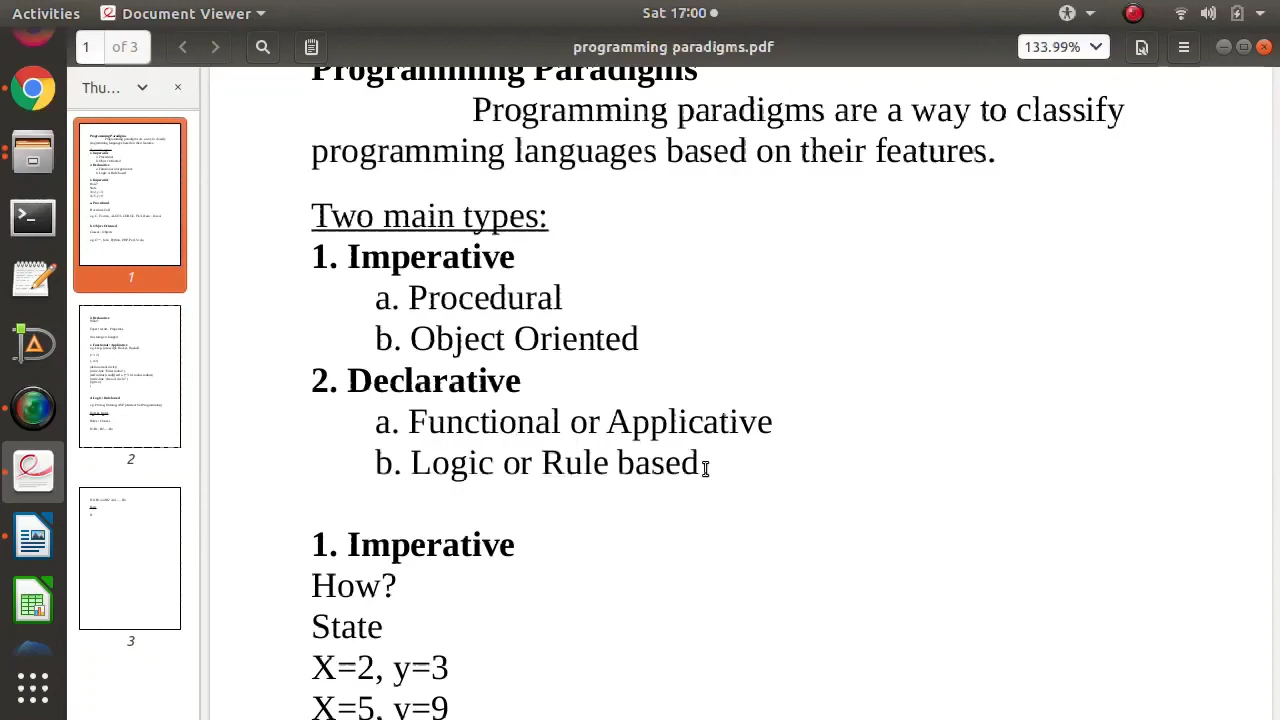 Activities
Document Viewer
Sat 17:00
1
of 3
programming paradigms.pdf
133.99%
Thu...
1
2
3
Programming Paradigms
Programming paradigms are a way to classify
programming languages based on their features.
Two main types:
1. Imperative
a. Procedural
b. Object Oriented
2. Declarative
a. Functional or Applicative
b. Logic or Rule based
1. Imperative
How?
State
X=2, y=3
X=5, y=9